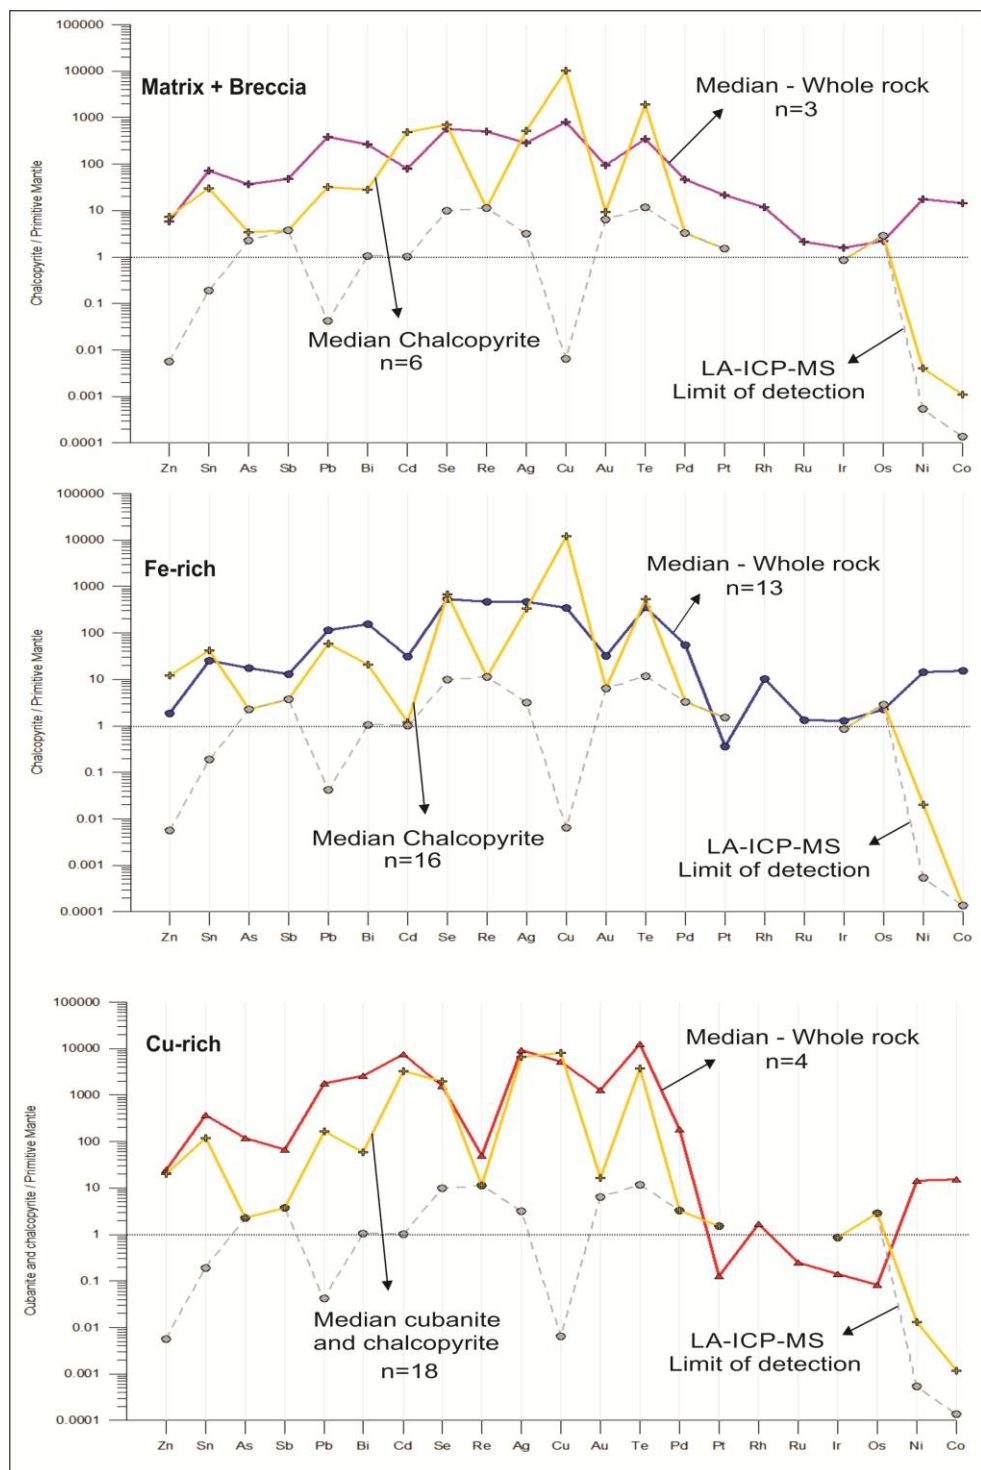 100000
Matrix + Breccia
Median - Whole rock
n=3
10000
1000
100
10
1
0.1
0.01
0.001
0.0001
Chalcopyrite / Primitive Mantle
Median Chalcopyrite
n=6
LA-ICP-MS
Limit of detection
Zn Sn As Sb Pb Bi Cd Se Re Ag Cu Au Te Pd Pt Rh Ru Ir Os Ni Co
100000
Fe-rich
Median - Whole rock
n=13
10000
1000
100
10
1
0.1
0.01
0.001
0.0001
Chalcopyrite / Primitive Mantle
Median Chalcopyrite
n=16
LA-ICP-MS
Limit of detection
Zn Sn As Sb Pb Bi Cd Se Re Ag Cu Au Te Pd Pt Rh Ru Ir Os Ni Co
100000
Cu-rich
Median - Whole rock
n=4
10000
1000
100
10
1
0.1
0.01
0.001
0.0001
Cubanite and chalcopyrite / Primitive Mantle
Median cubanite
and chalcopyrite
n=18
LA-ICP-MS
Limit of detection
Zn Sn As Sb Pb Bi Cd Se Re Ag Cu Au Te Pd Pt Rh Ru Ir Os Ni Co